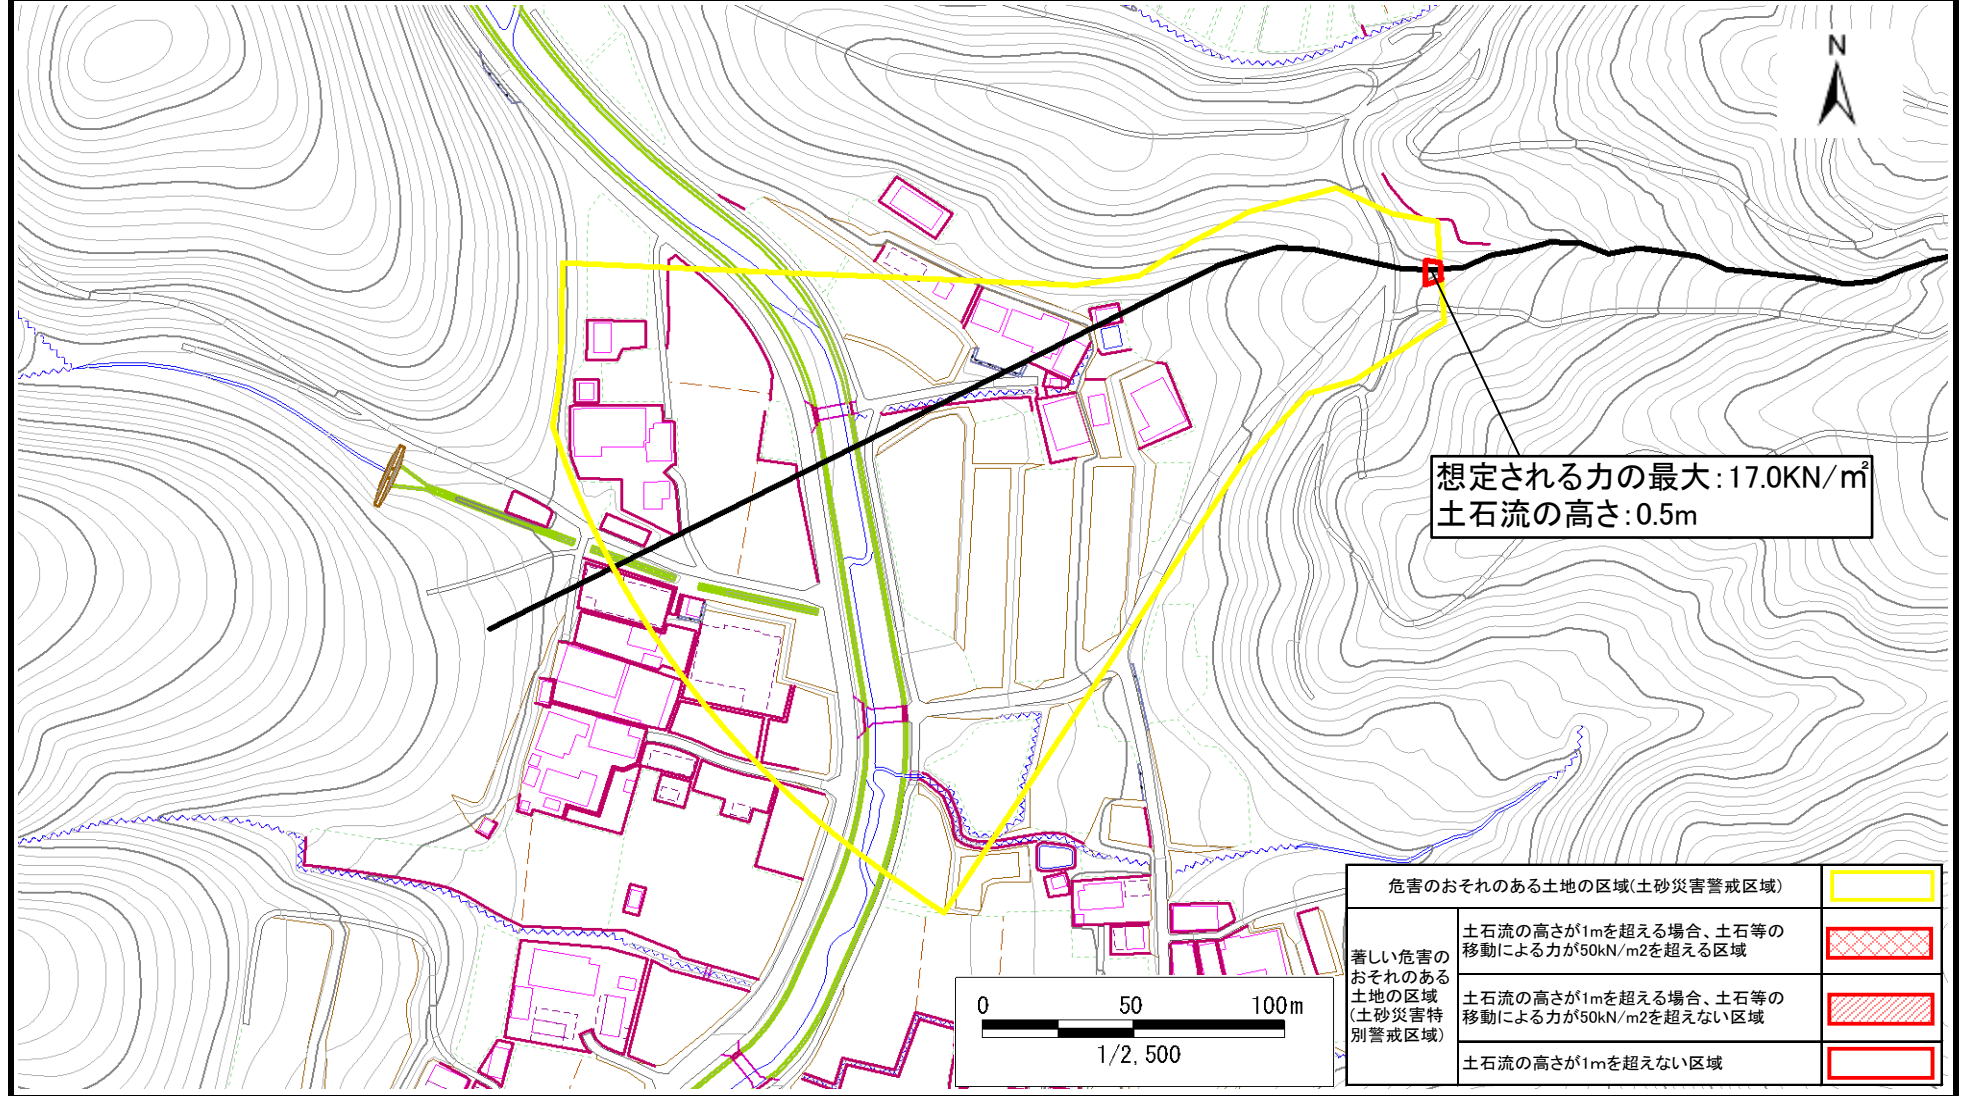 N
想定される力の最大:17.0KN/㎡
土石流の高さ:0.5m
危害のおそれのある土地の区域(土砂災害警戒区域)
著しい危害の
おそれのある
土地の区域
(土砂災害特
別警戒区域)
土石流の高さが1mを超える場合、土石等の
移動による力が50kN/m2を超える区域
土石流の高さが1mを超える場合、土石等の
移動による力が50kN/m2を超えない区域
土石流の高さが1mを超えない区域
0 50 100m
1/2,500